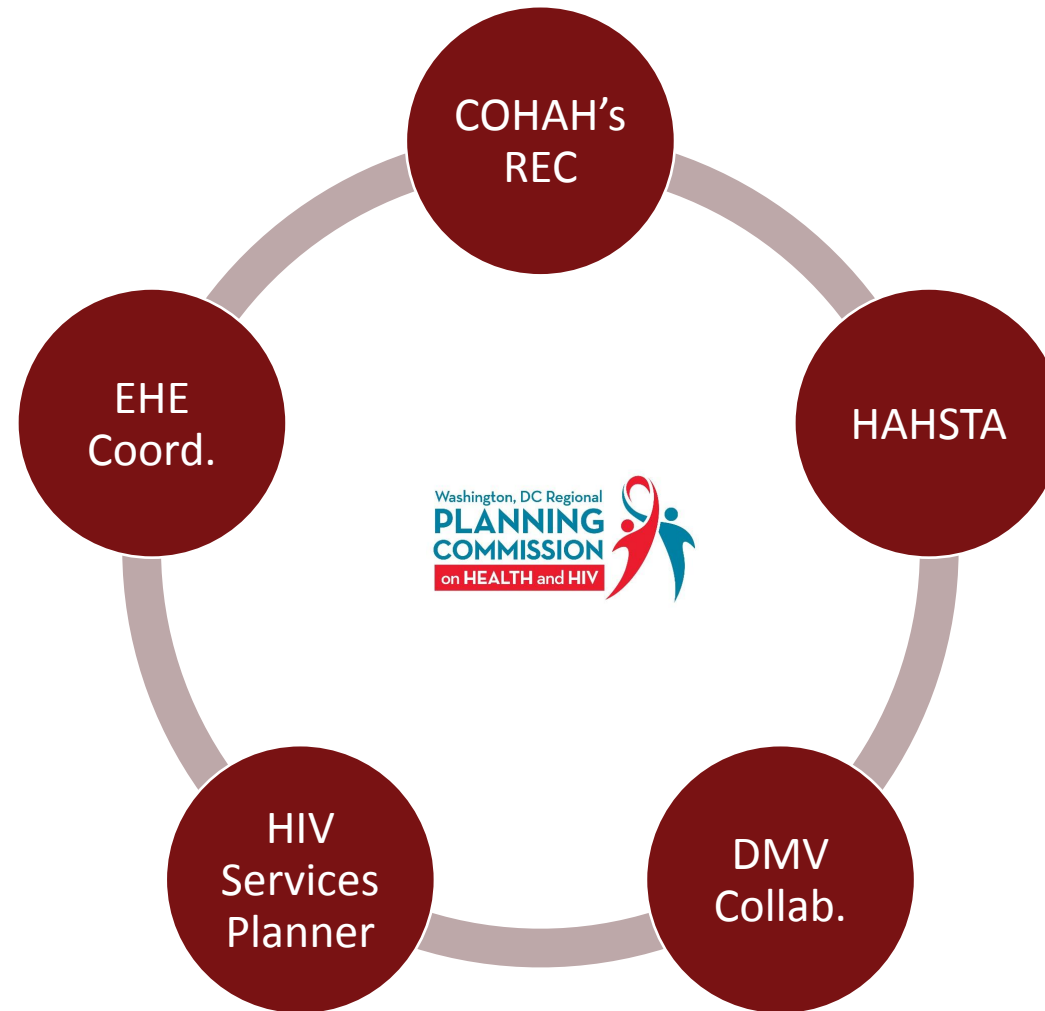 COHAH’s
REC
EHE
Coord.
HAHSTA
Washington, DC Regional
PLANNING
COMMISSION
on HEALTH and HIV
HIV
Services
Planner
DMV
Collab.